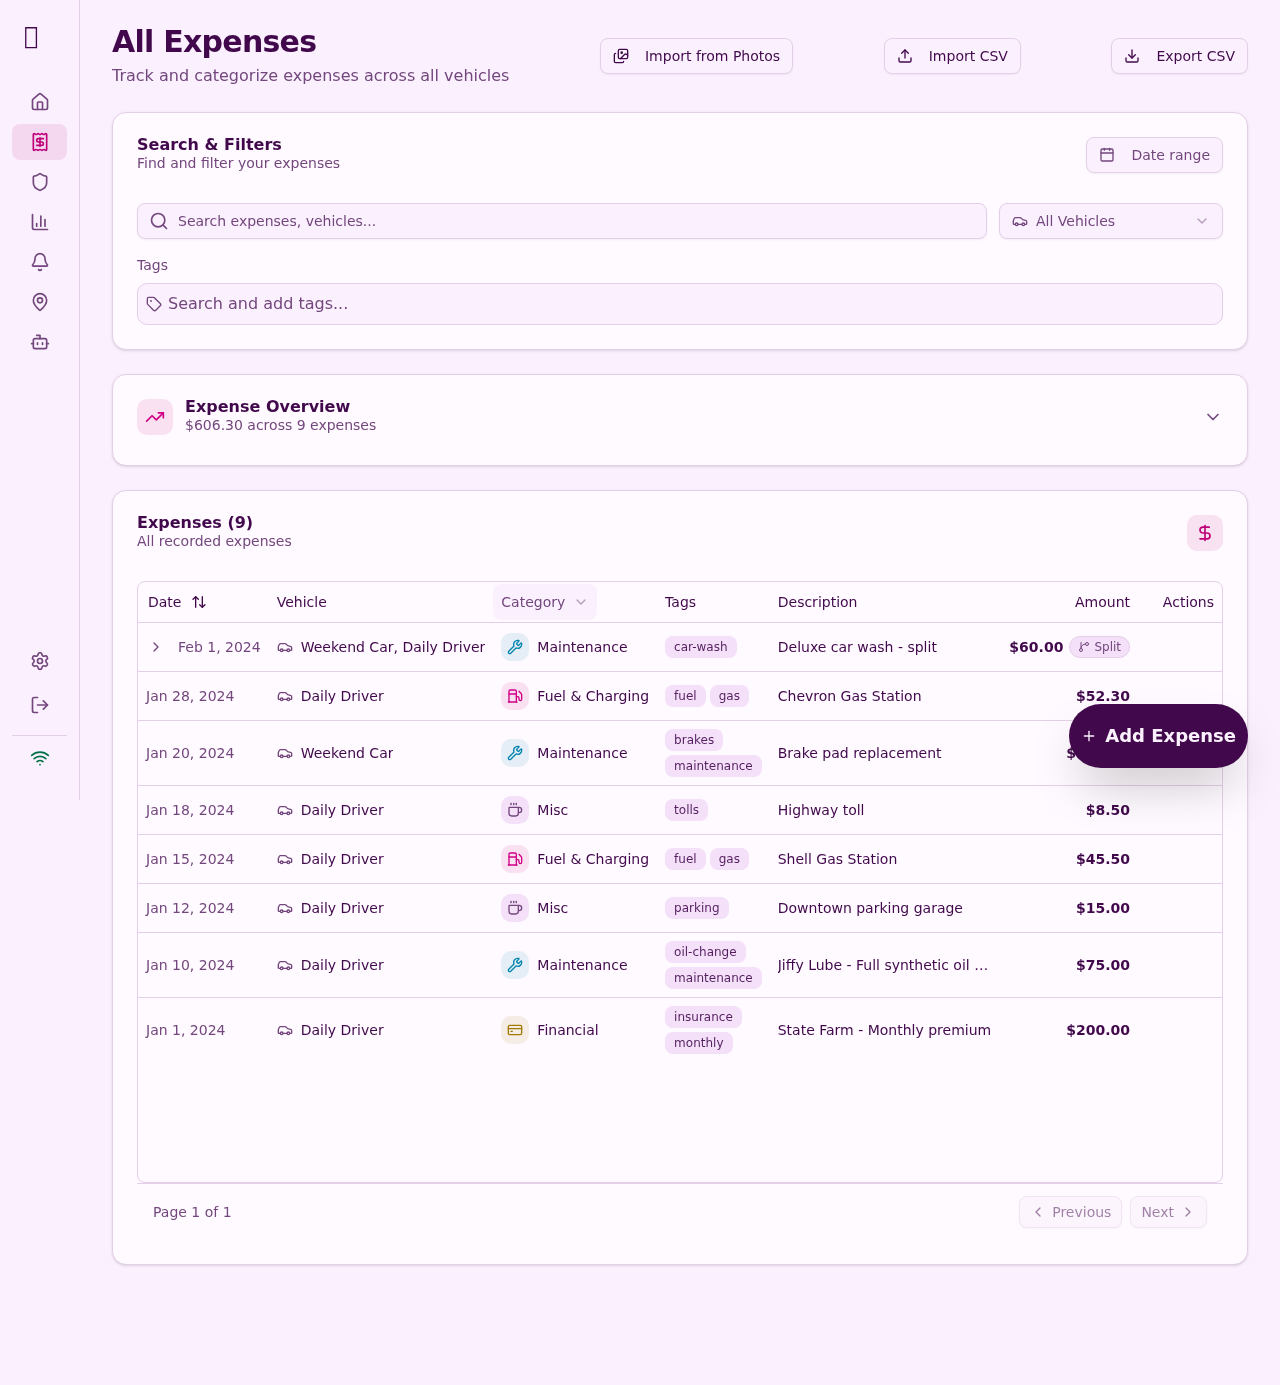 All Expenses
Track and categorize expenses across all vehicles
Import from Photos
Import CSV
Export CSV
Search & Filters
Find and filter your expenses
Date range
Search expenses, vehicles...
All Vehicles
Tags
Search and add tags...
Expense Overview
$606.30 across 9 expenses
Expenses (9)
All recorded expenses
Date Vehicle Category Tags Description Amount Actions
Feb 1, 2024 Weekend Car, Daily Driver Maintenance car-wash Deluxe car wash - split $60.00 Split
Jan 28, 2024 Daily Driver Fuel & Charging fuel gas Chevron Gas Station $52.30
Add Expense
Jan 20, 2024 Weekend Car Maintenance brakes maintenance Brake pad replacement
Jan 18, 2024 Daily Driver Misc tolls Highway toll $8.50
Jan 15, 2024 Daily Driver Fuel & Charging fuel gas Shell Gas Station $45.50
Jan 12, 2024 Daily Driver Misc parking Downtown parking garage $15.00
Jan 10, 2024 Daily Driver Maintenance oil-change maintenance Jiffy Lube - Full synthetic oil ... $75.00
Jan 1, 2024 Daily Driver Financial insurance monthly State Farm - Monthly premium $200.00
Page 1 of 1
Previous
Next